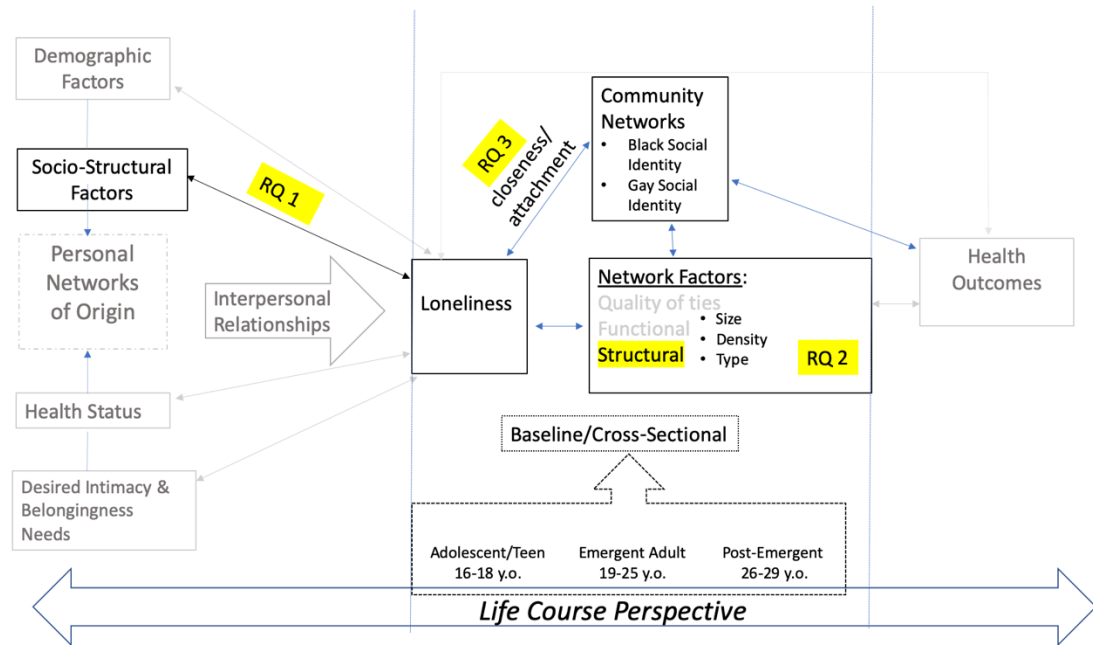 Demographic
Factors
Socio-Structural
Factors
RQ 1
Personal
Networks
of Origin
Interpersonal
Relationships
Health Status
Desired Intimacy &
Belongingness
Needs
Loneliness
RQ 3
closeness/
attachment
Community
Networks
• Black Social
Identity
• Gay Social
Identity
Network Factors:
Quality of ties
Functional
Structural
• Size
• Density
• Type
RQ 2
Health
Outcomes
Baseline/Cross-Sectional
Adolescent/Teen
16-18 y.o.
Emergent Adult
19-25 y.o.
Post-Emergent
26-29 y.o.
Life Course Perspective